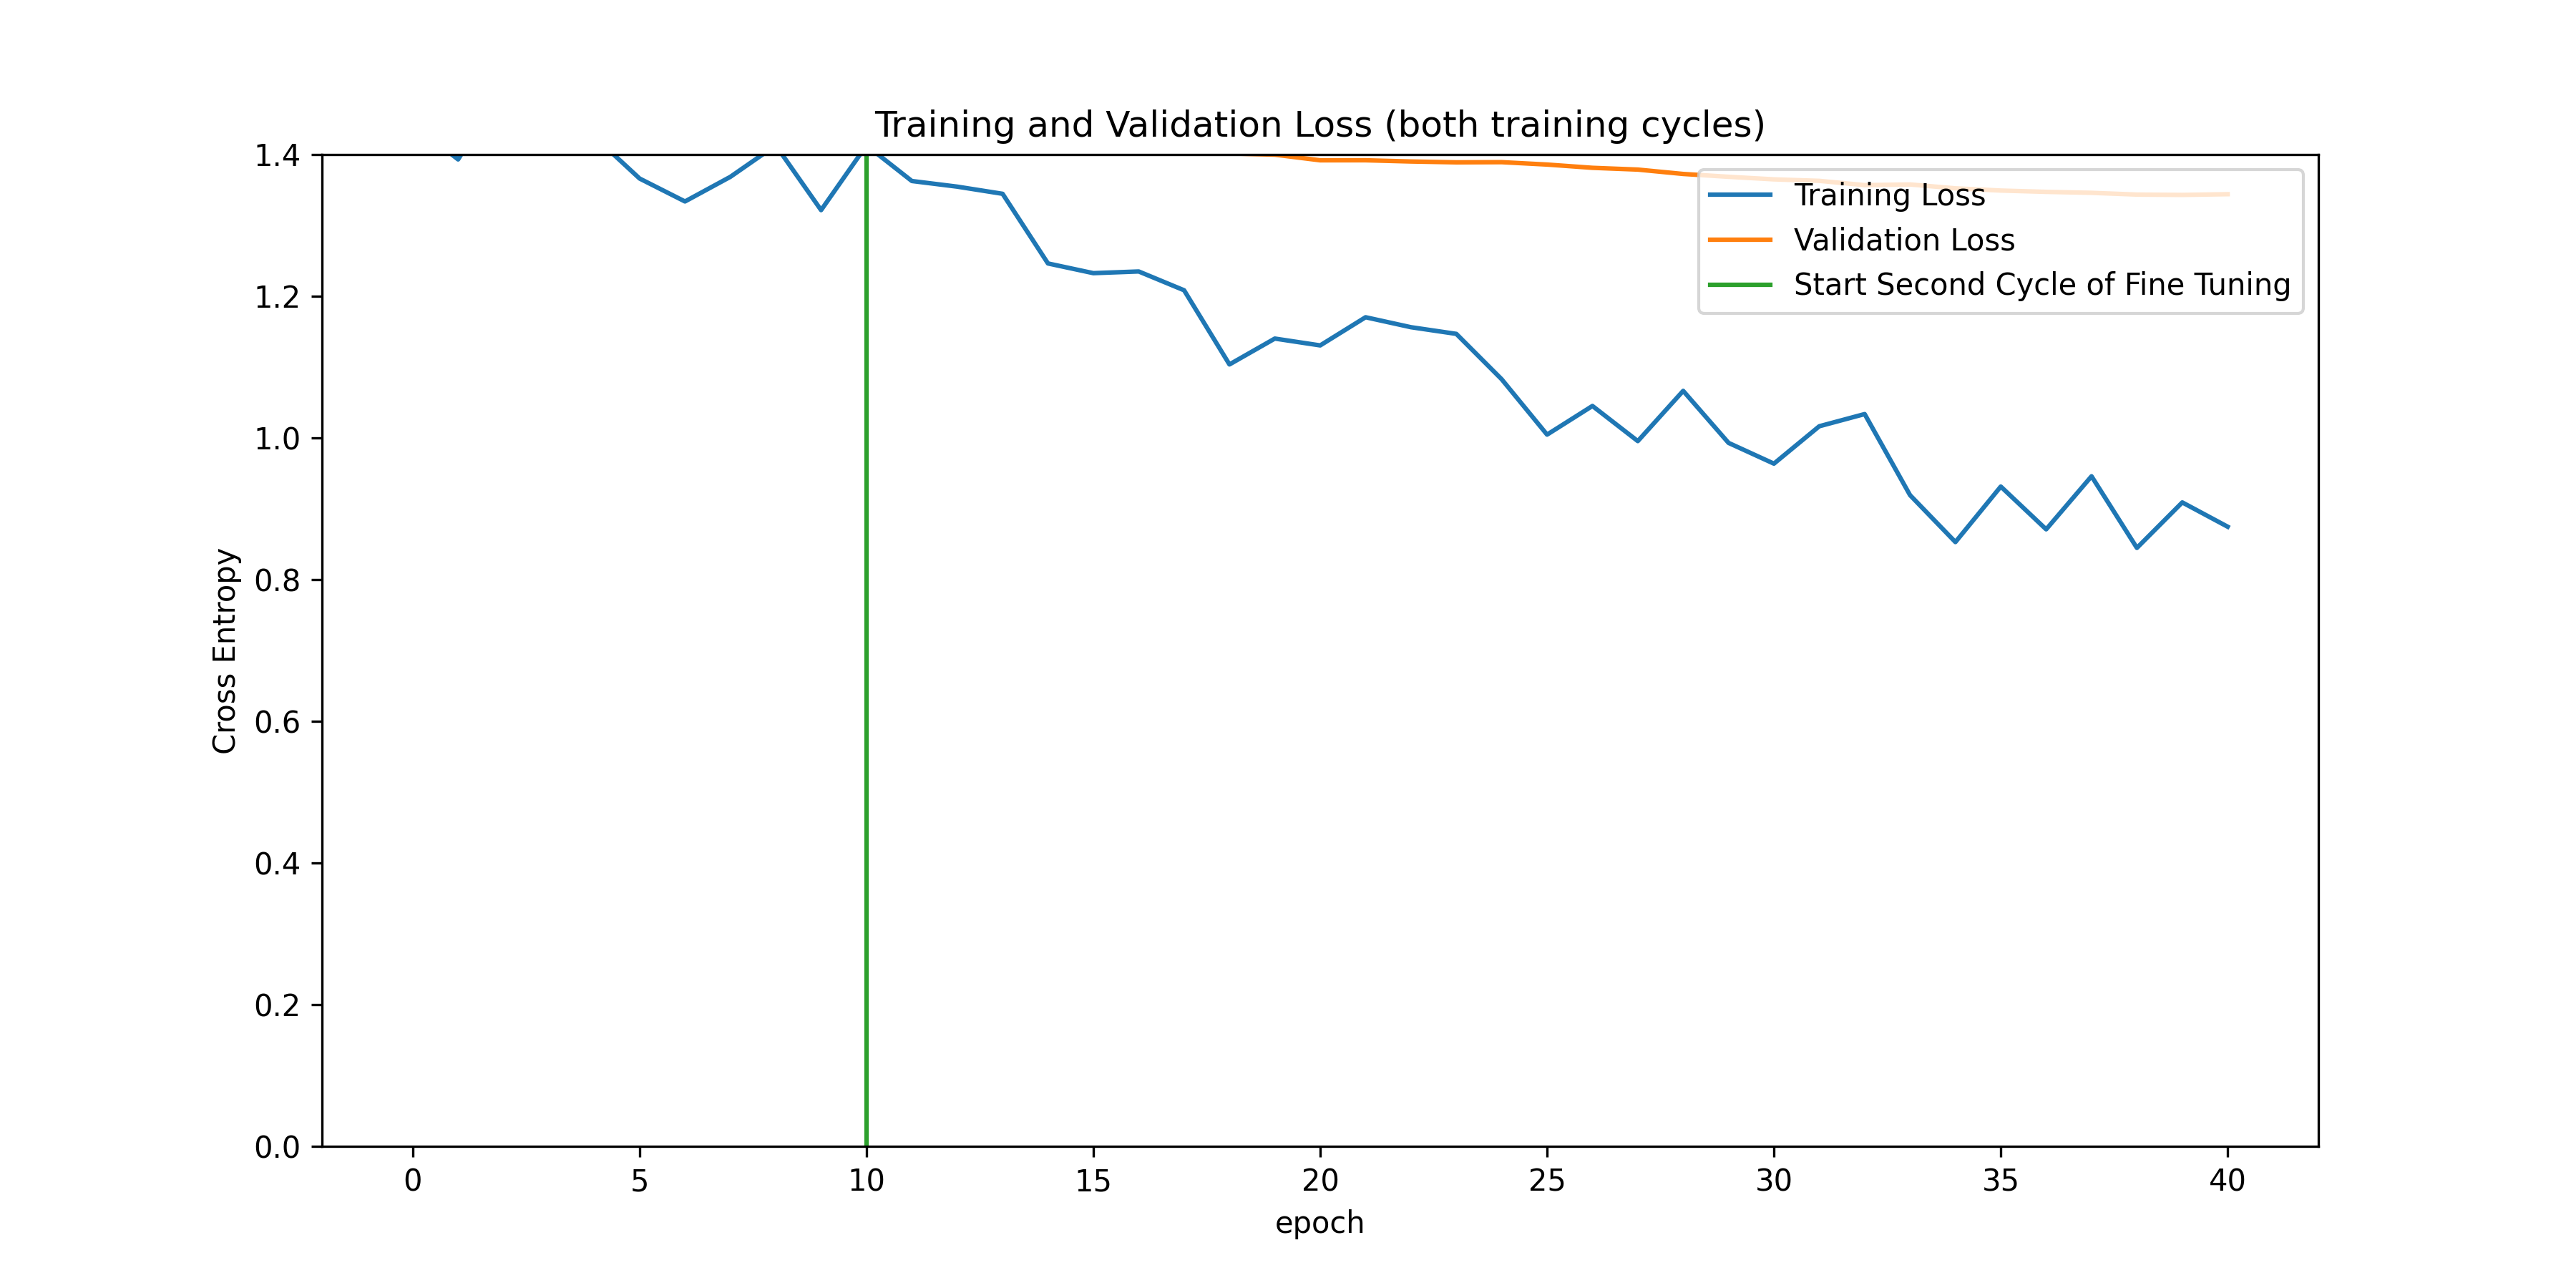 Training and Validation Loss (both training cycles)
1.4
1.2
1.0
0.8
0.6
0.4
0.2
0.0
Cross Entropy
Training Loss
Validation Loss
Start Second Cycle of Fine Tuning
0 5 10 15 20 25 30 35 40
epoch